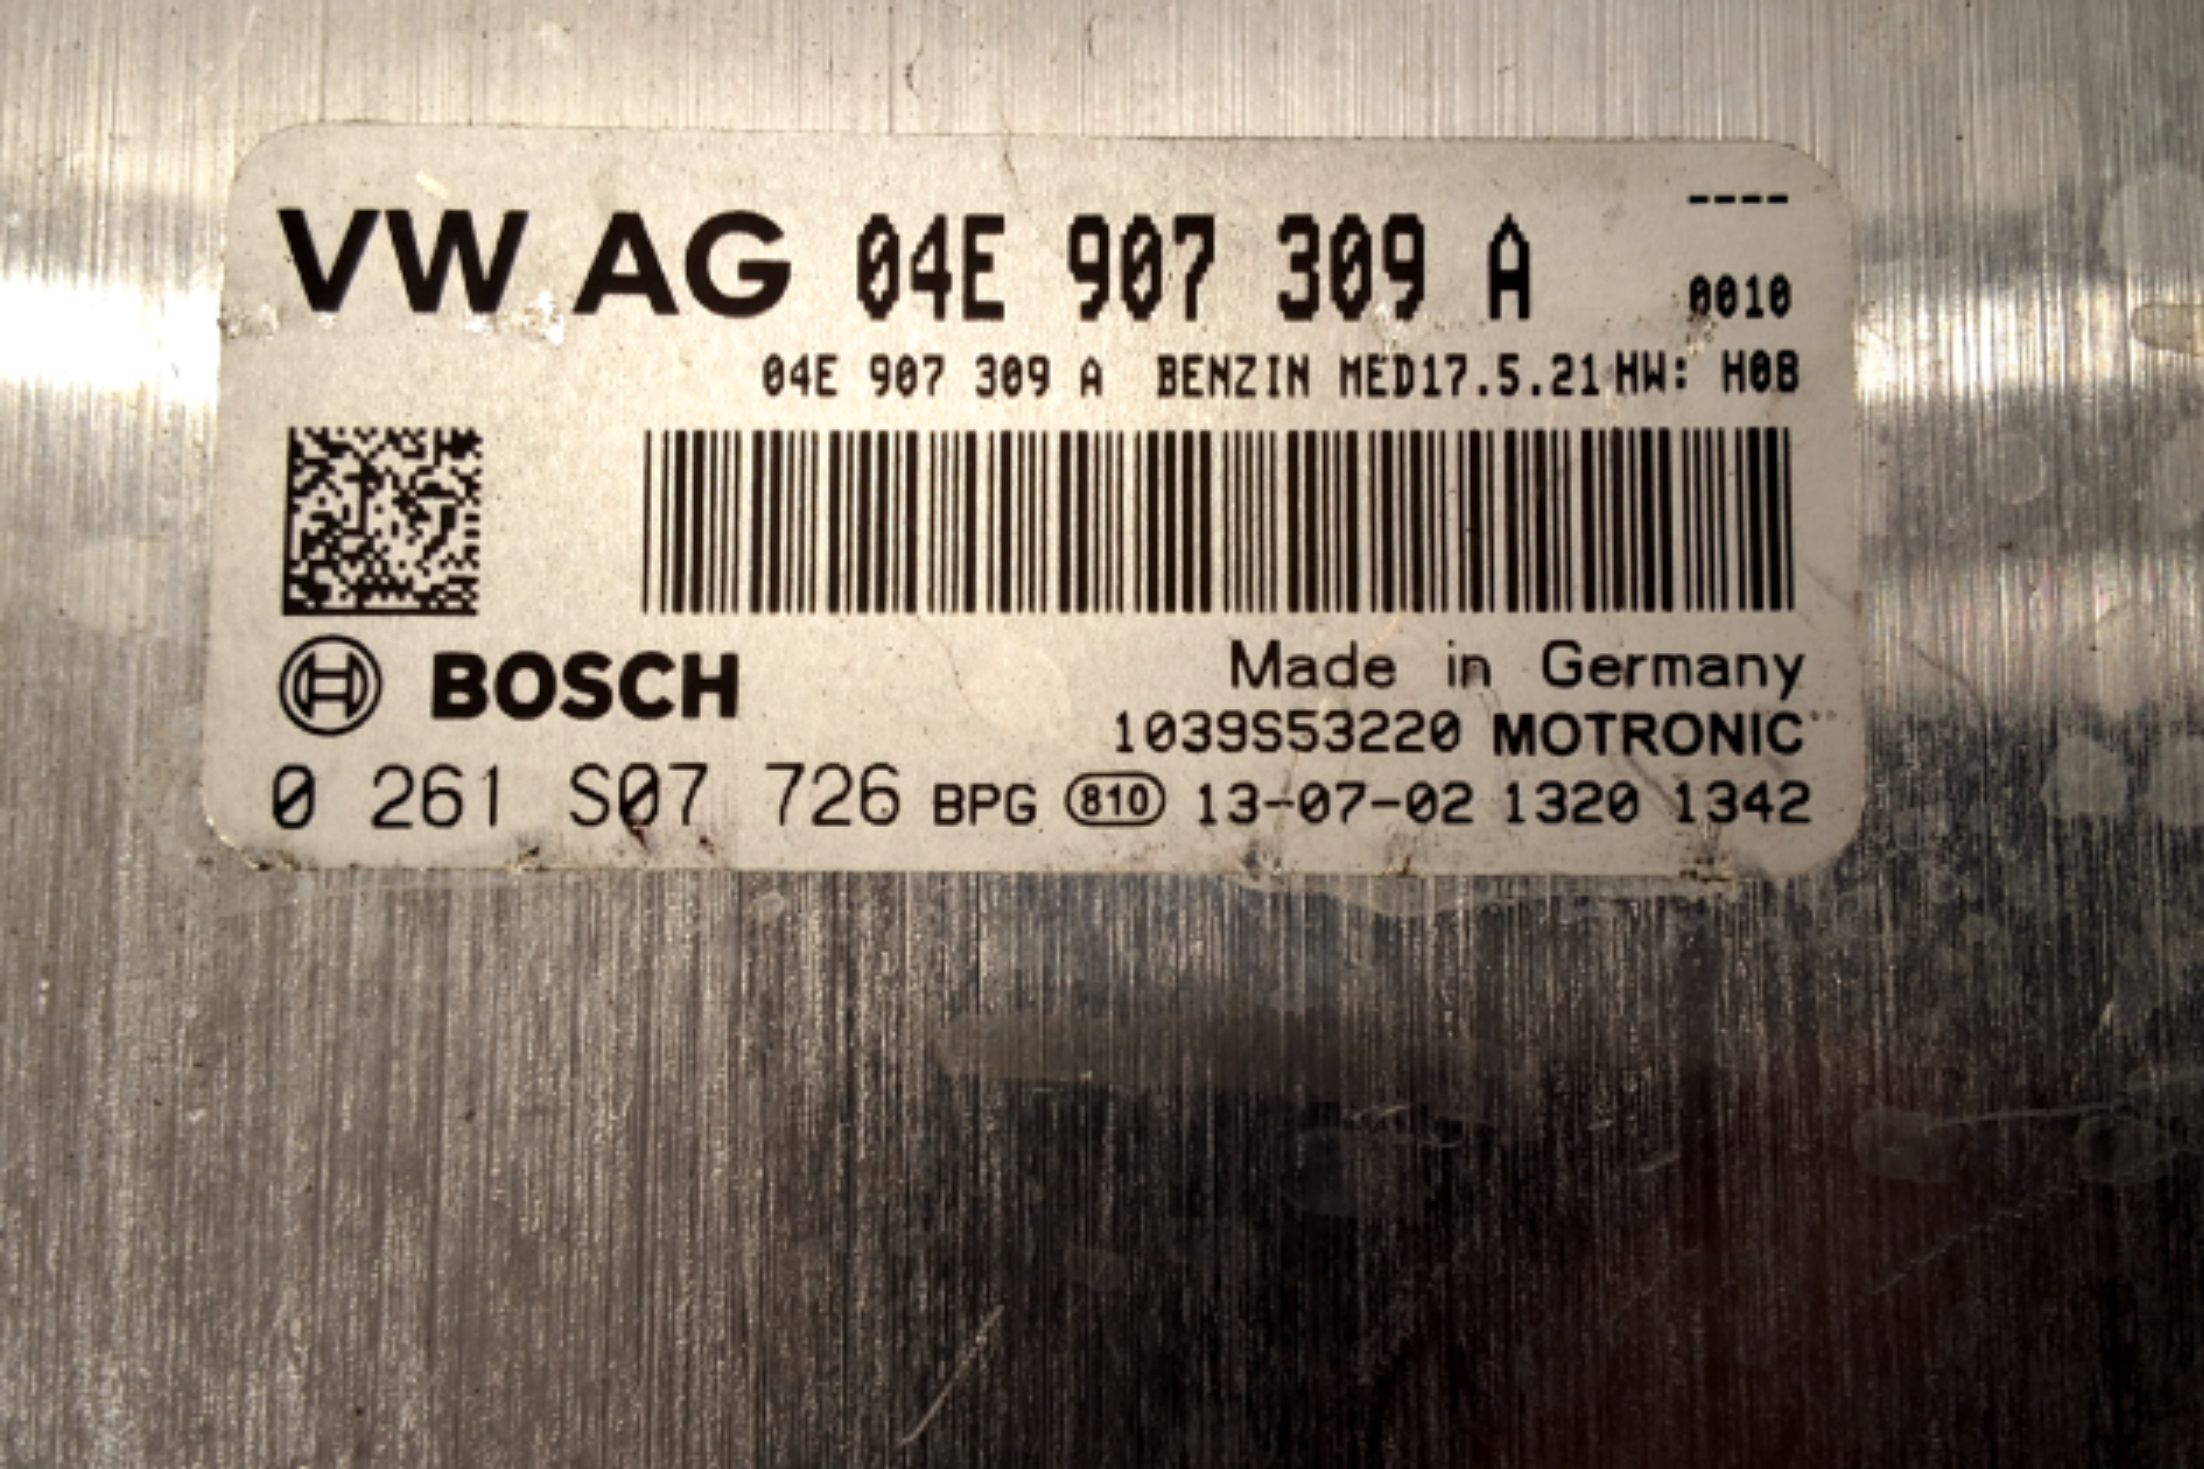 VW AG 04E 907 309 A ----
0010
04E 907 309 A BENZIN MED17.5.21 HW: H08
BOSCH
Made in Germany
1039S53220 MOTRONIC
0 261 S07 726 BPG 810 13-07-02 1320 1342